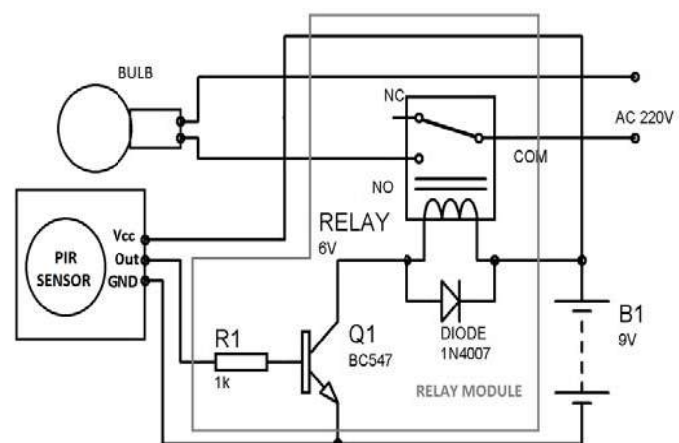 BULB
NC
AC 220V
COM
NO
RELAY
6V
Vcc
PIR
Out
SENSOR
GND
R1
1k
Q1
BC547
DIODE
1N4007
B1
9V
RELAY MODULE